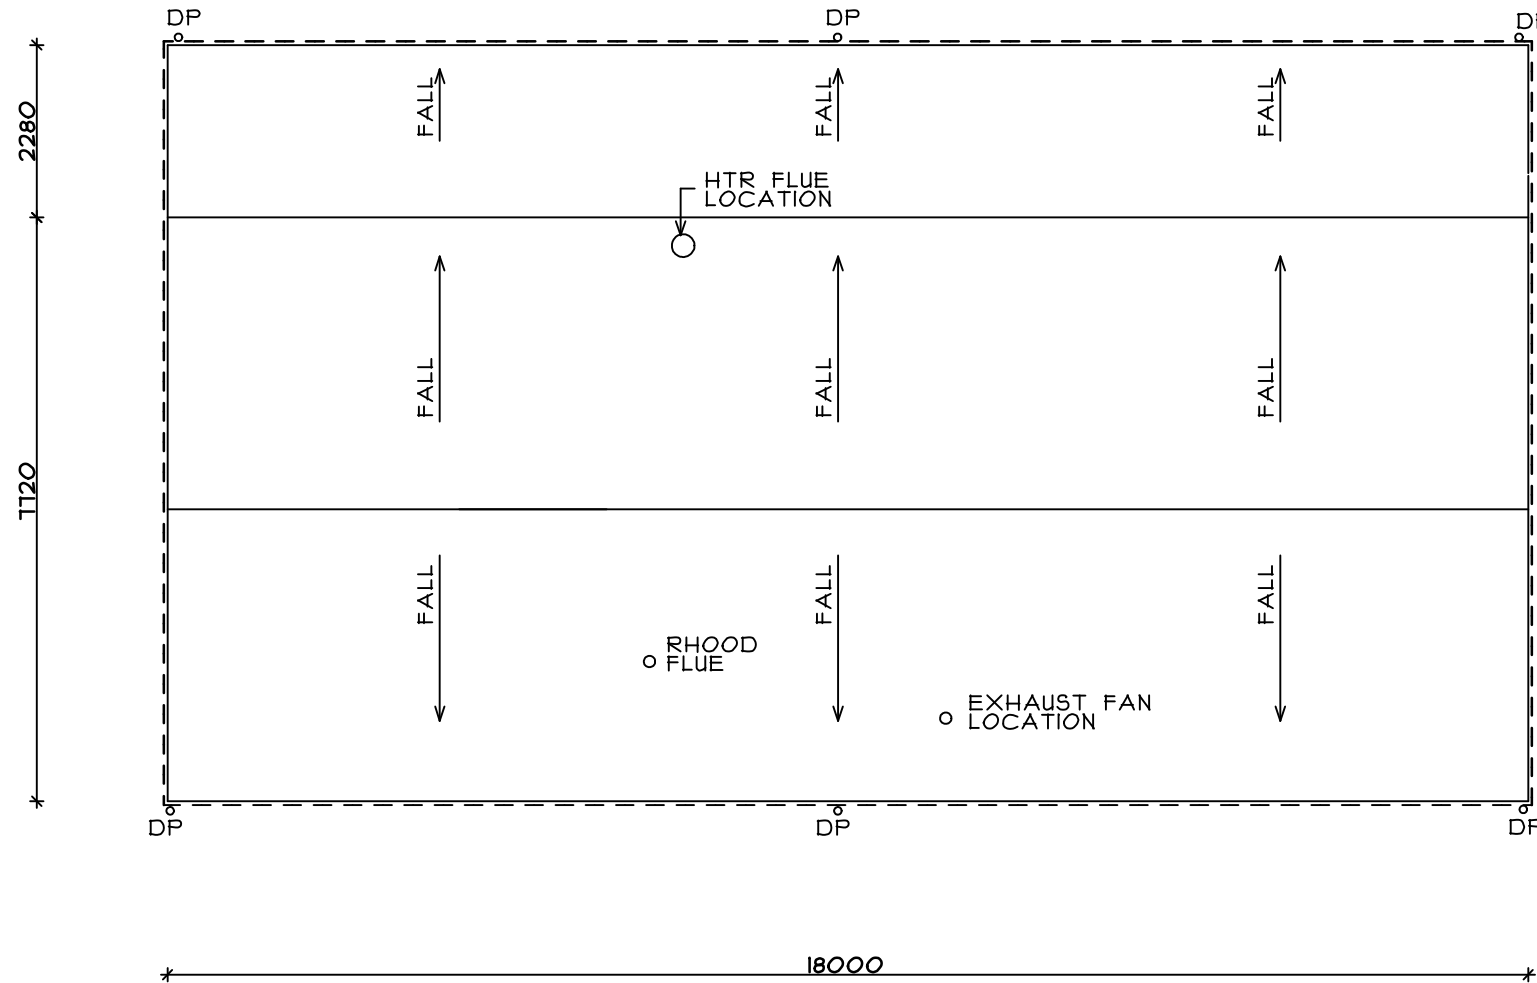 DP
DP
DP
FALL
FALL
FALL
2280
HTR FLUE
LOCATION
FALL
FALL
FALL
7720
FALL
FALL
FALL
RHOOD
FLUE
EXHAUST FAN
LOCATION
DP
DP
DP
18000